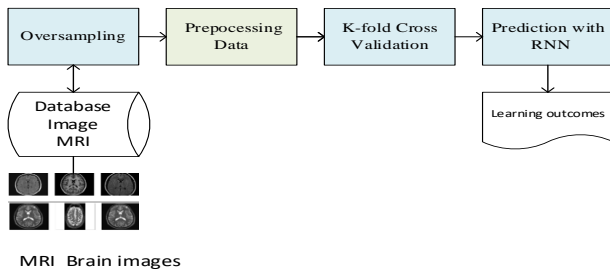 Oversampling
Prepocessing
Data
K-fold Cross
Validation
Prediction with
RNN
Database
Image
MRI
Learning outcomes
MRI Brain images